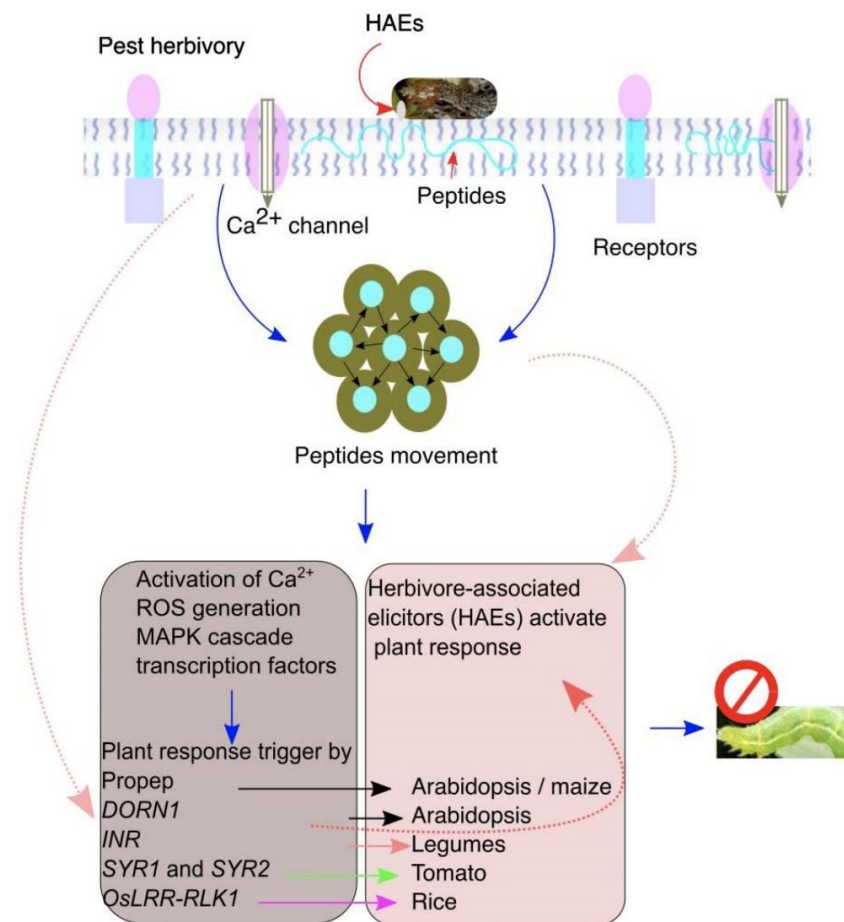 HAEs
Pest herbivory
Peptides
Ca2+ channel
Receptors
Peptides movement
Activation of Ca2+
ROS generation
MAPK cascade
transcription factors
Herbivore-associated
elicitors (HAEs) activate
plant response
Plant response trigger by
Propep
Arabidopsis / maize
DORN1
Arabidopsis
INR
Legumes
SYR1 and SYR2
Tomato
OsLRR-RLK1
Rice